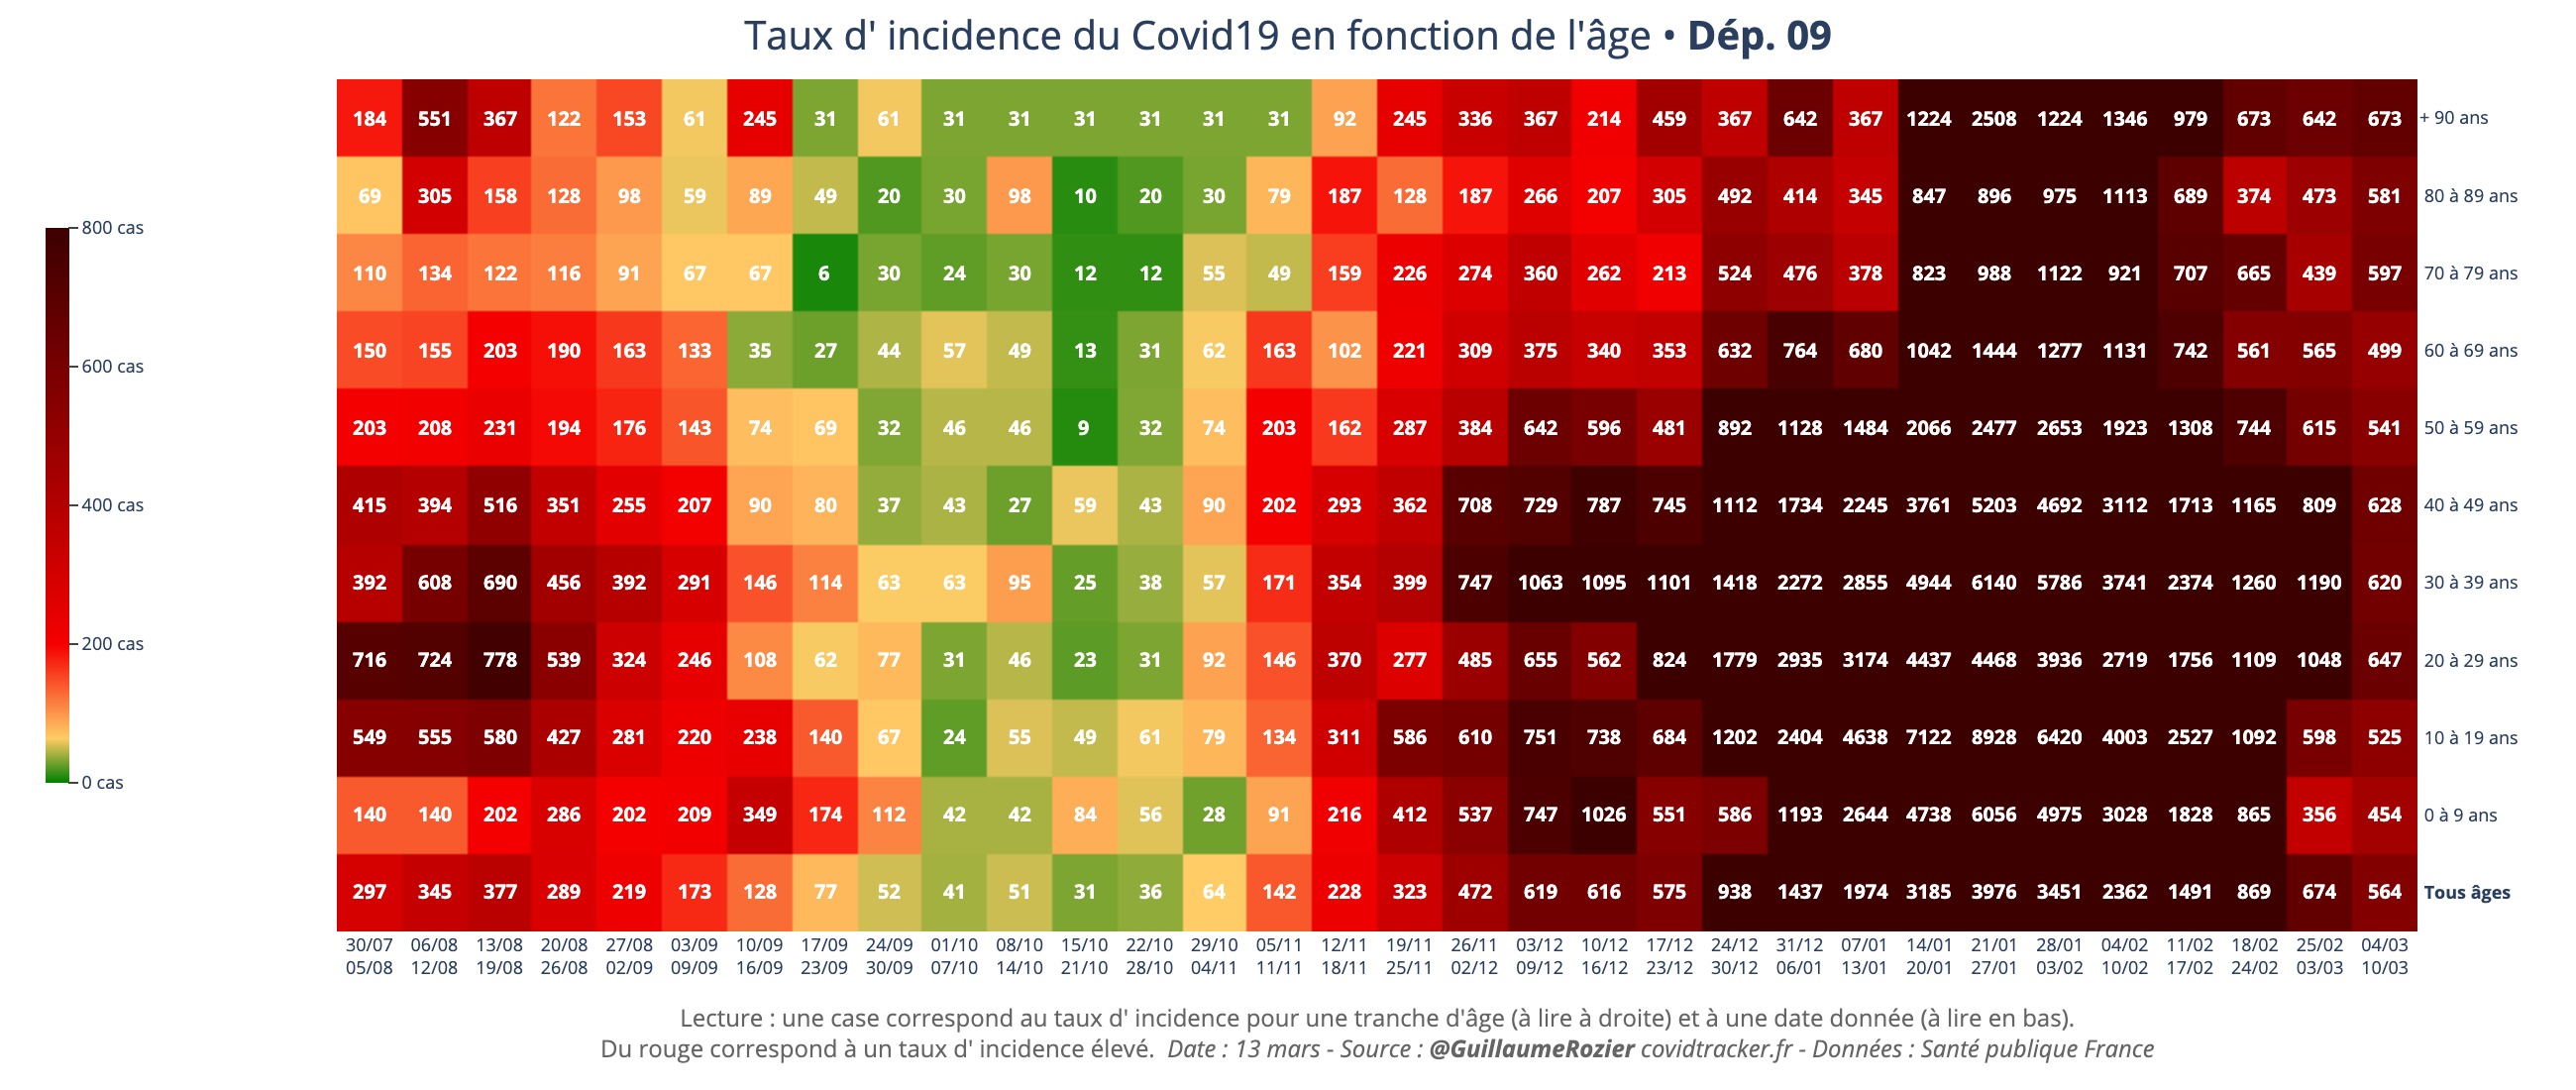 Taux d' incidence du Covid19 en fonction de l'âge • Dép. 09
184 551 367 122 153 61 245 31 61 31 31 31 31 31 31 92 245 336 367 214 459 367 642 367 1224 2508 1224 1346 979 673 642 673 + 90 ans
69 305 158 128 98 59 89 49 20 30 98 10 20 30 79 187 128 187 266 207 305 492 414 345 847 896 975 1113 689 374 473 581 80 à 89 ans
800 cas
110 134 122 116 91 67 67 6 30 24 30 12 12 55 49 159 226 274 360 262 213 524 476 378 823 988 1122 921 707 665 439 597 70 à 79 ans
150 155 203 190 163 133 35 27 44 57 49 13 31 62 163 102 221 309 375 340 353 632 764 680 1042 1444 1277 1131 742 561 565 499 60 à 69 ans
600 cas
203 208 231 194 176 143 74 69 32 46 46 9 32 74 203 162 287 384 642 596 481 892 1128 1484 2066 2477 2653 1923 1308 744 615 541 50 à 59 ans
400 cas
415 394 516 351 255 207 90 80 37 43 27 59 43 90 202 293 362 708 729 787 745 1112 1734 2245 3761 5203 4692 3112 1713 1165 809 628 40 à 49 ans
392 608 690 456 392 291 146 114 63 63 95 25 38 57 171 354 399 747 1063 1095 1101 1418 2272 2855 4944 6140 5786 3741 2374 1260 1190 620 30 à 39 ans
200 cas
716 724 778 539 324 246 108 62 77 31 46 23 31 92 146 370 277 485 655 562 824 1779 2935 3174 4437 4468 3936 2719 1756 1109 1048 647 20 à 29 ans
549 555 580 427 281 220 238 140 67 24 55 49 61 79 134 311 586 610 751 738 684 1202 2404 4638 7122 8928 6420 4003 2527 1092 598 525 10 à 19 ans
0 cas
140 140 202 286 202 209 349 174 112 42 42 84 56 28 91 216 412 537 747 1026 551 586 1193 2644 4738 6056 4975 3028 1828 865 356 454 0 à 9 ans
297 345 377 289 219 173 128 77 52 41 51 31 36 64 142 228 323 472 619 616 575 938 1437 1974 3185 3976 3451 2362 1491 869 674 564 Tous âges
30/07 06/08 13/08 20/08 27/08 03/09 10/09 17/09 24/09 01/10 08/10 15/10 22/10 29/10 05/11 12/11 19/11 26/11 03/12 10/12 17/12 24/12 31/12 07/01 14/01 21/01 28/01 04/02 11/02 18/02 25/02 04/03
05/08 12/08 19/08 26/08 02/09 09/09 16/09 23/09 30/09 07/10 14/10 21/10 28/10 04/11 11/11 18/11 25/11 02/12 09/12 16/12 23/12 30/12 06/01 13/01 20/01 27/01 03/02 10/02 17/02 24/02 03/03 10/03
Lecture : une case correspond au taux d' incidence pour une tranche d'âge (à lire à droite) et à une date donnée (à lire en bas).
Du rouge correspond à un taux d' incidence élevé. Date : 13 mars - Source : @GuillaumeRozier covidtracker.fr - Données : Santé publique France